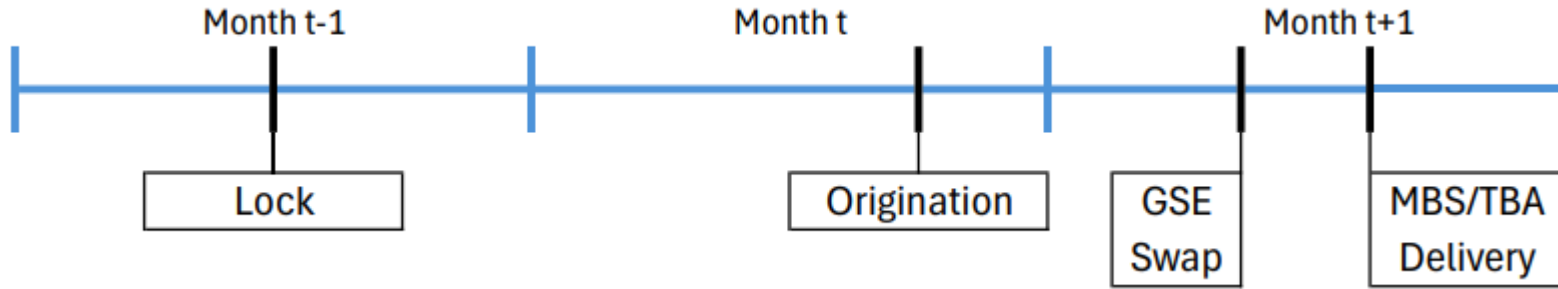 Month t-1
Month t
Month t+1
Lock
Origination
GSE
Swap
MBS/TBA
Delivery